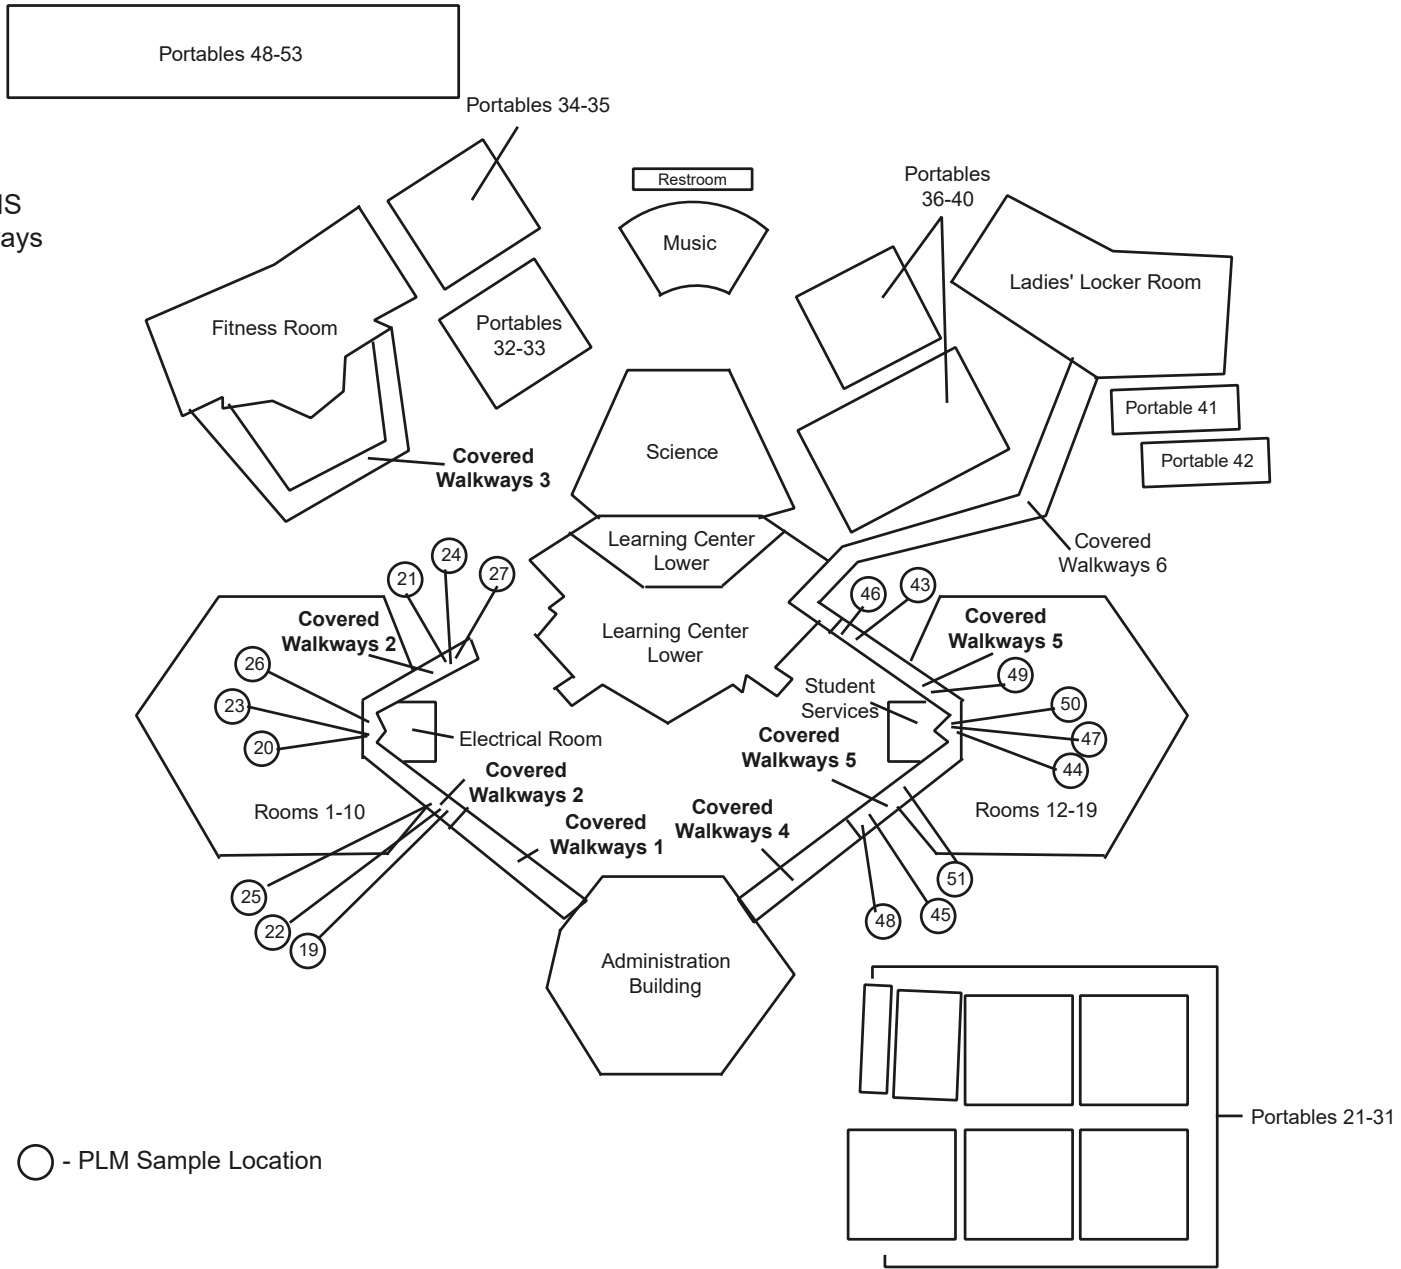 Portables 48-53
Portables 34-35
Restroom
Portables
36-40
Music
Ladies' Locker Room
Fitness Room
Portables
32-33
Portable 41
Portable 42
Science
Covered
Walkways 3
Learning Center
Lower
Covered
Walkways 6
24
21
27
46
43
Covered
Walkways 2
Learning Center
Lower
Covered
Walkways 5
26
49
23
Student
Services
50
20
Electrical Room
Covered
Walkways 5
47
44
Covered
Walkways 2
Rooms 1-10
Covered
Walkways 1
Covered
Walkways 4
Rooms 12-19
25
51
22
19
48
45
Administration
Building
Portables 21-31
- PLM Sample Location